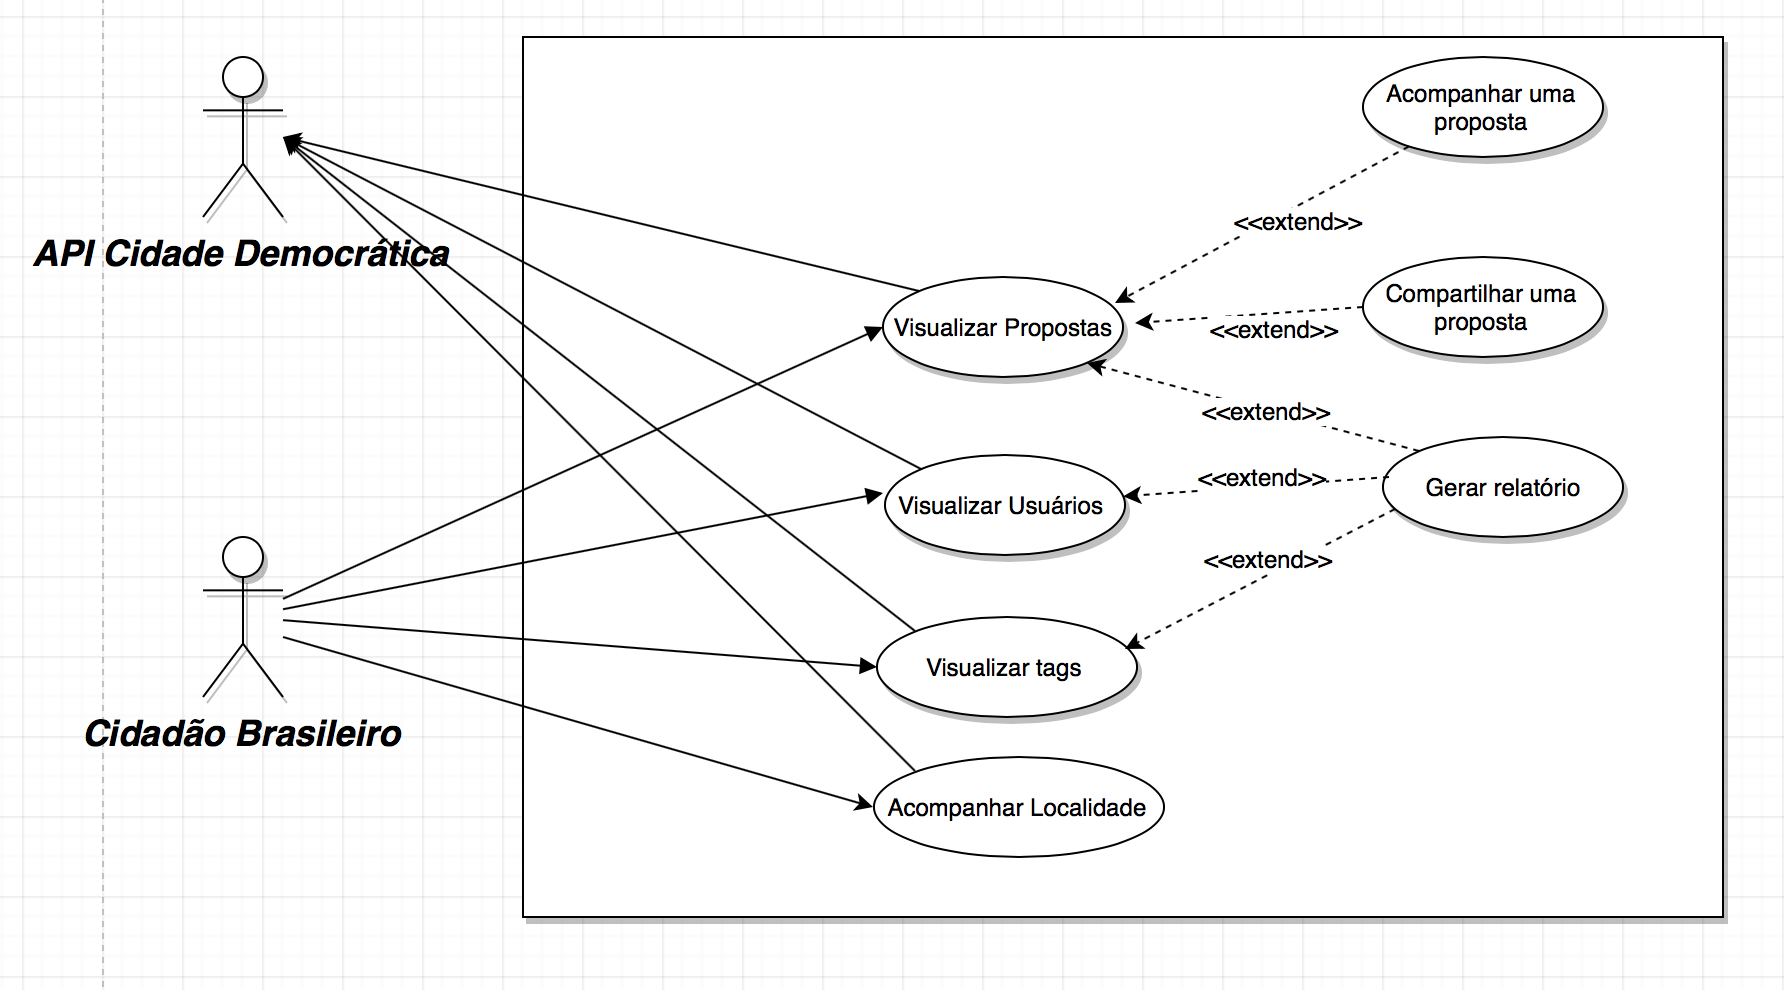 Acompanhar uma
proposta
<<extend>>
API Cidade Democrática
Compartilhar uma
proposta
Visualizar Propostas
<<extend>>
<<extend>>
<<extend>>
Gerar relatório
Visualizar Usuários
<<extend>>
Visualizar tags
Cidadão Brasileiro
Acompanhar Localidade